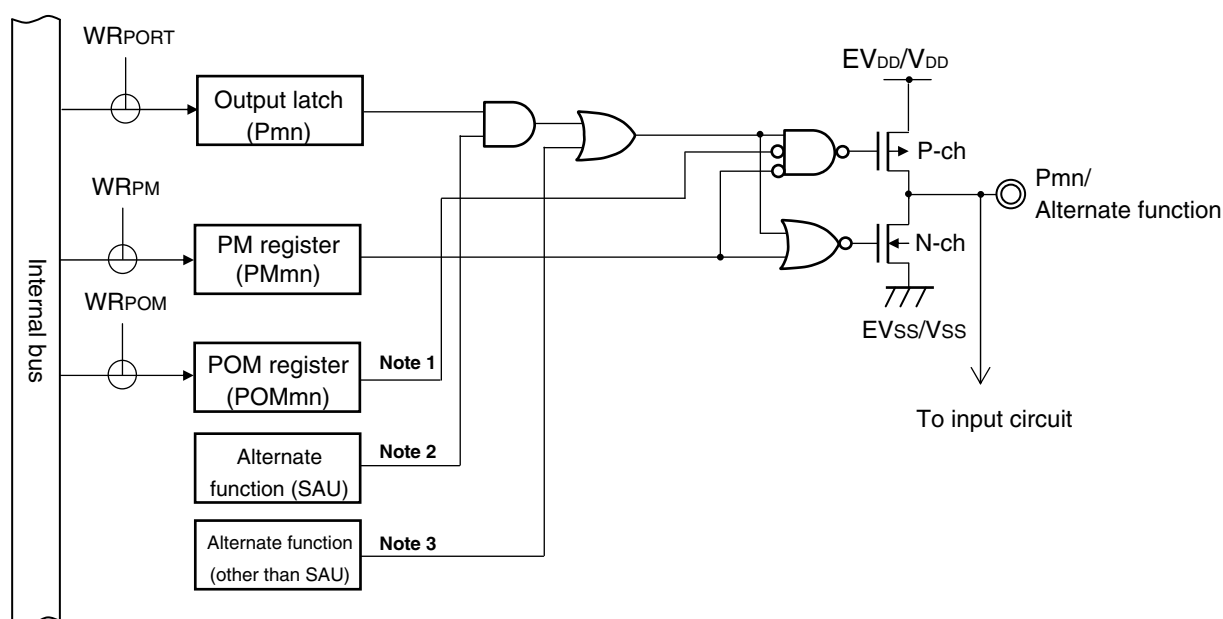 WRPORT
EVDD/VDD
Output latch
(Pmn)
P-ch
WRPM
Pmn/
Alternate function
PM register
(PMmn)
N-ch
Internal bus
WRPOM
EVSS/VSS
POM register
(POMmn)
Note 1
To input circuit
Alternate
function (SAU)
Note 2
Alternate function
(other than SAU)
Note 3